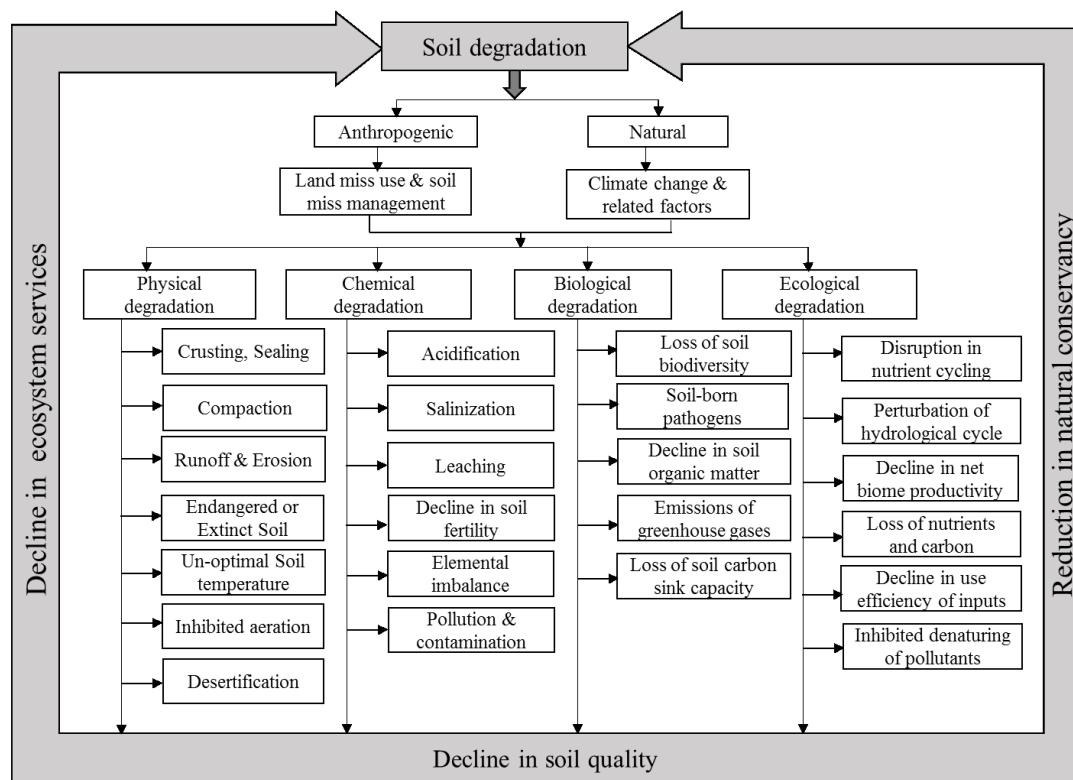 Soil degradation
Anthropogenic
Natural
Land miss use & soil
miss management
Climate change &
related factors
Physical
degradation
Chemical
degradation
Biological
degradation
Ecological
degradation
Crusting, Sealing
Compaction
Runoff & Erosion
Endangered or
Extinct Soil
Un-optimal Soil
temperature
Inhibited aeration
Desertification
Acidification
Salinization
Leaching
Decline in soil
fertility
Elemental
imbalance
Pollution &
contamination
Loss of soil
biodiversity
Soil-born
pathogens
Decline in soil
organic matter
Emissions of
greenhouse gases
Loss of soil carbon
sink capacity
Disruption in
nutrient cycling
Perturbation of
hydrological cycle
Decline in net
biome productivity
Loss of nutrients
and carbon
Decline in use
efficiency of inputs
Inhibited denaturing
of pollutants
Decline in ecosystem services
Reduction in natural conservancy
Decline in soil quality